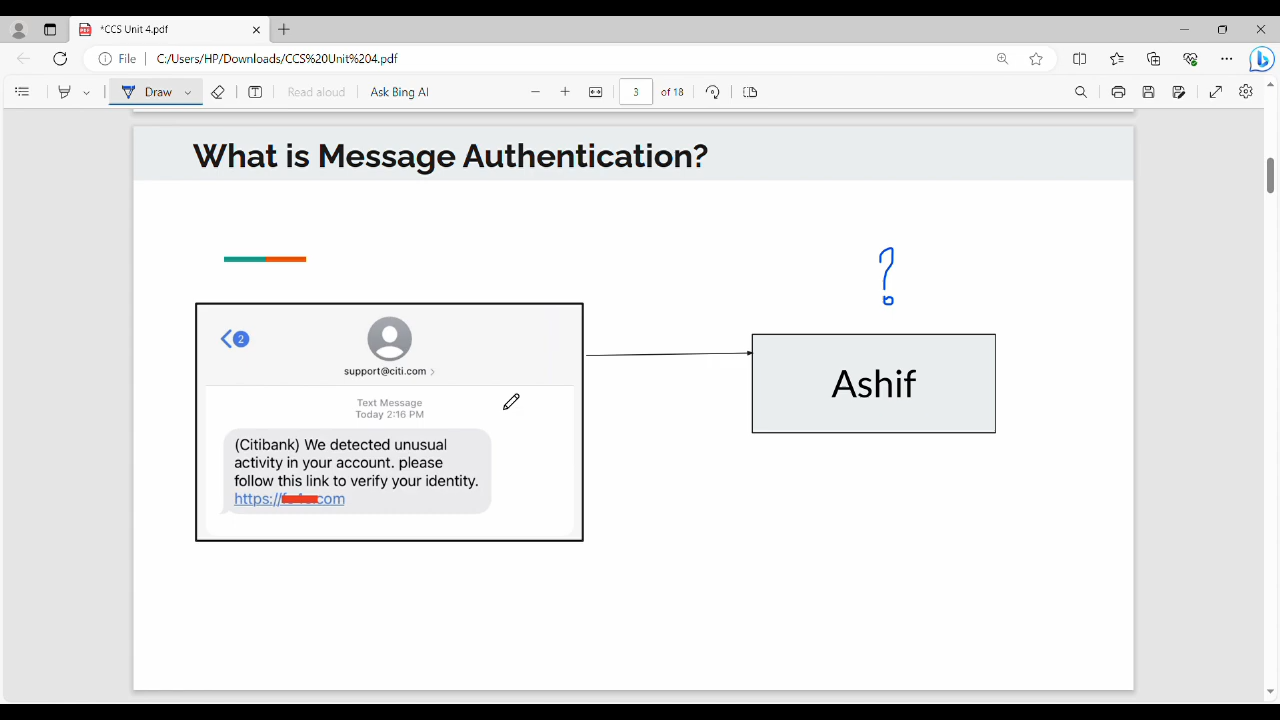 *CCS Unit 4.pdf
File C:/Users/HP/Downloads/CCS%20Unit%204.pdf
Draw Read aloud Ask Bing AI 3 of 18
What is Message Authentication?
?
2
support@citi.com
Text Message
Today 2:16 PM
(Citibank) We detected unusual
activity in your account. please
follow this link to verify your identity.
https:// .com
Ashif